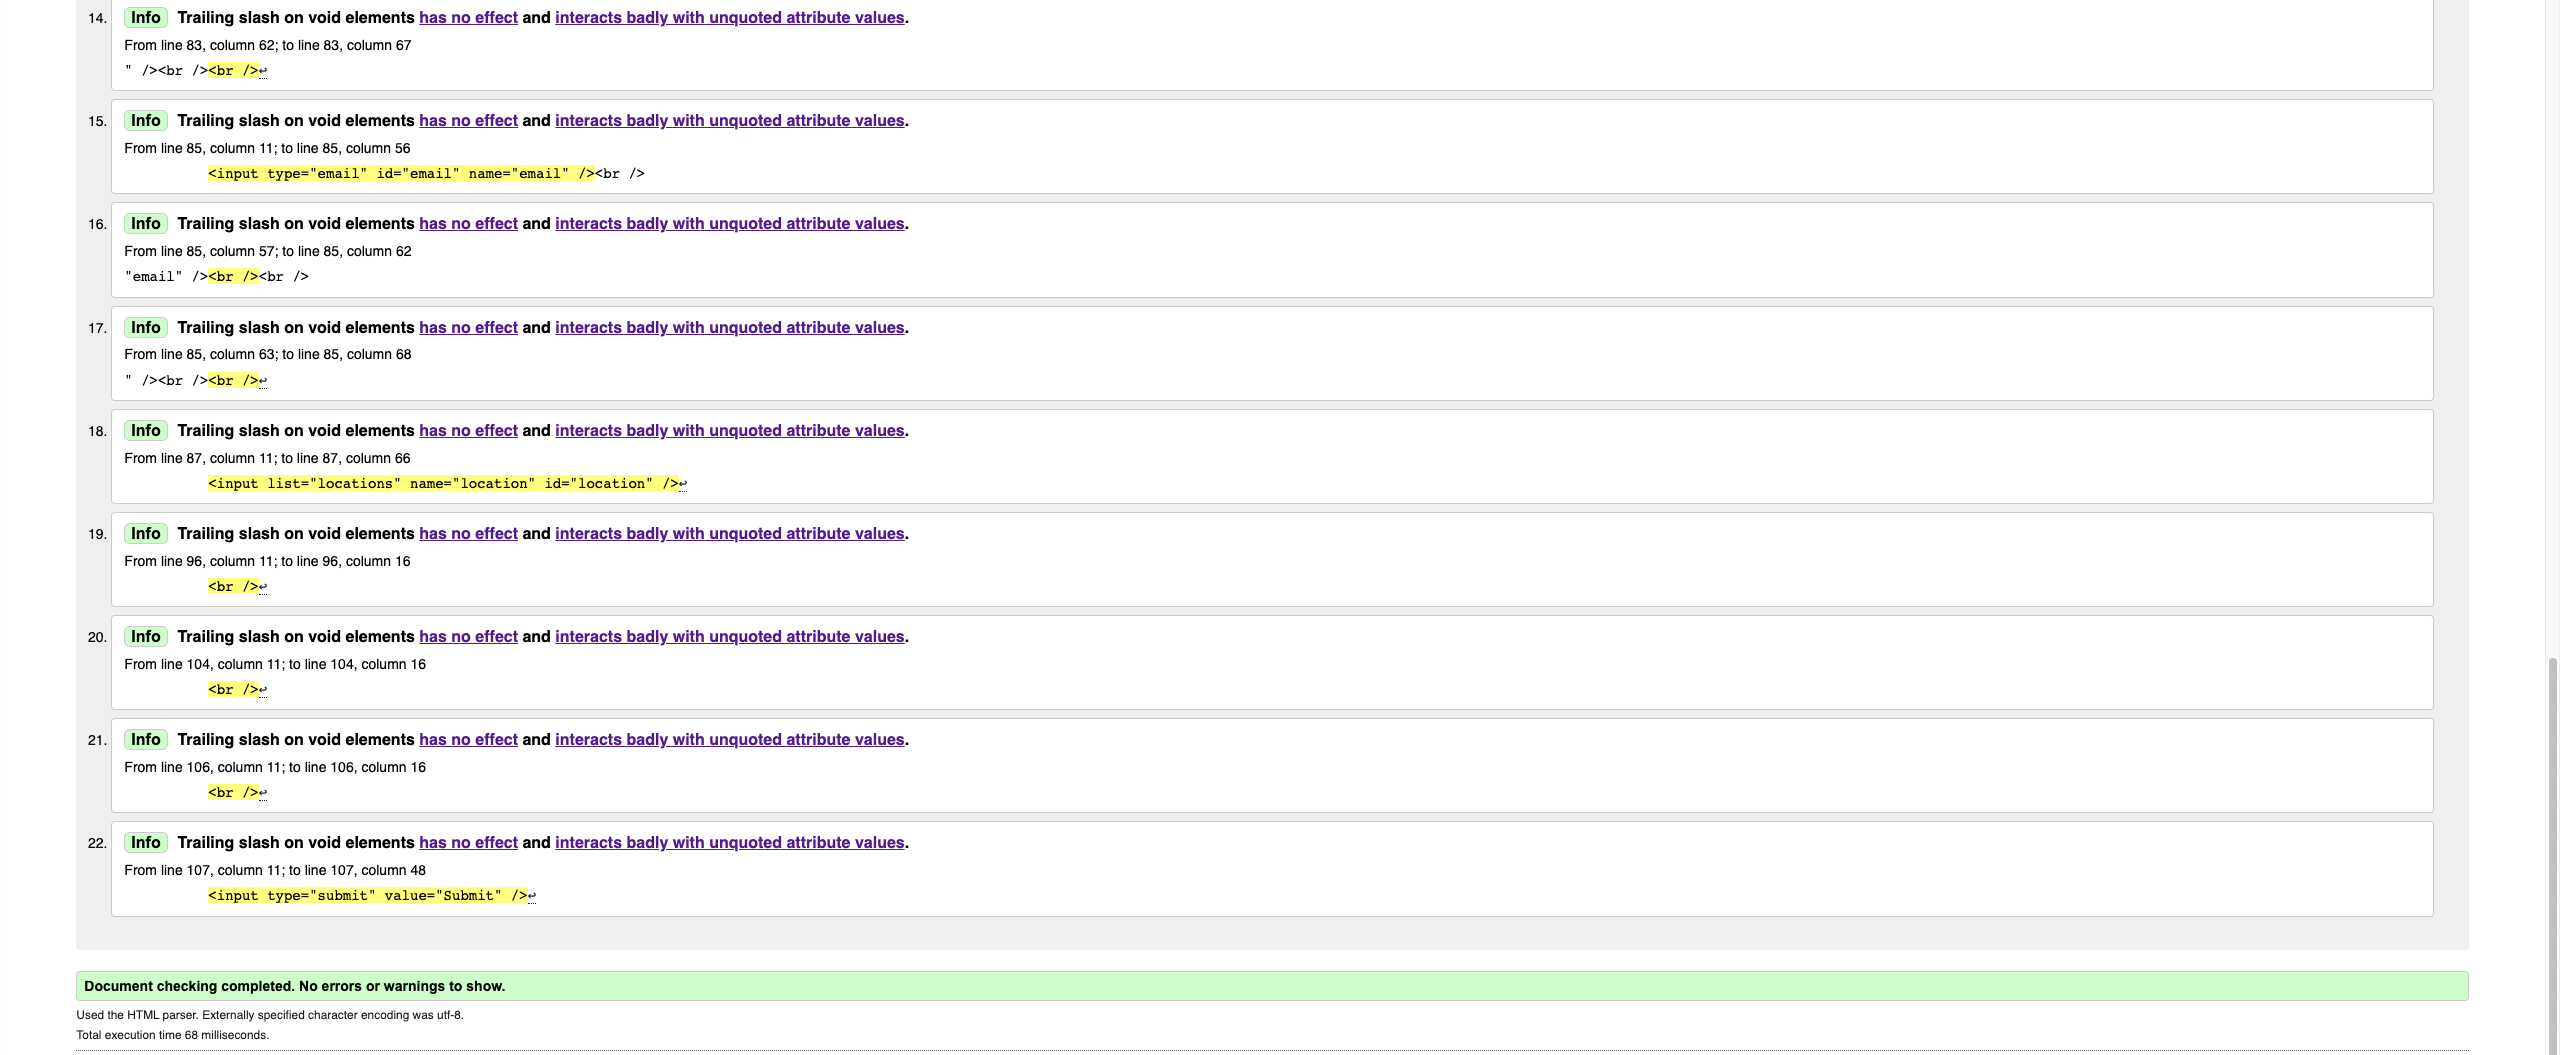 14. Info Trailing slash on void elements has no effect and interacts badly with unquoted attribute values.
From line 83, column 62; to line 83, column 67
" /><br /><br />↩
15. Info Trailing slash on void elements has no effect and interacts badly with unquoted attribute values.
From line 85, column 11; to line 85, column 56
<input type="email" id="email" name="email" /><br />
16. Info Trailing slash on void elements has no effect and interacts badly with unquoted attribute values.
From line 85, column 57; to line 85, column 62
"email" /><br /><br />
17. Info Trailing slash on void elements has no effect and interacts badly with unquoted attribute values.
From line 85, column 63; to line 85, column 68
" /><br /><br />↩
18. Info Trailing slash on void elements has no effect and interacts badly with unquoted attribute values.
From line 87, column 11; to line 87, column 66
<input list="locations" name="location" id="location" />↩
19. Info Trailing slash on void elements has no effect and interacts badly with unquoted attribute values.
From line 96, column 11; to line 96, column 16
<br />↩
20. Info Trailing slash on void elements has no effect and interacts badly with unquoted attribute values.
From line 104, column 11; to line 104, column 16
<br />↩
21. Info Trailing slash on void elements has no effect and interacts badly with unquoted attribute values.
From line 106, column 11; to line 106, column 16
<br />↩
22. Info Trailing slash on void elements has no effect and interacts badly with unquoted attribute values.
From line 107, column 11; to line 107, column 48
<input type="submit" value="Submit" />↩
Document checking completed. No errors or warnings to show.
Used the HTML parser. Externally specified character encoding was utf-8.
Total execution time 68 milliseconds.